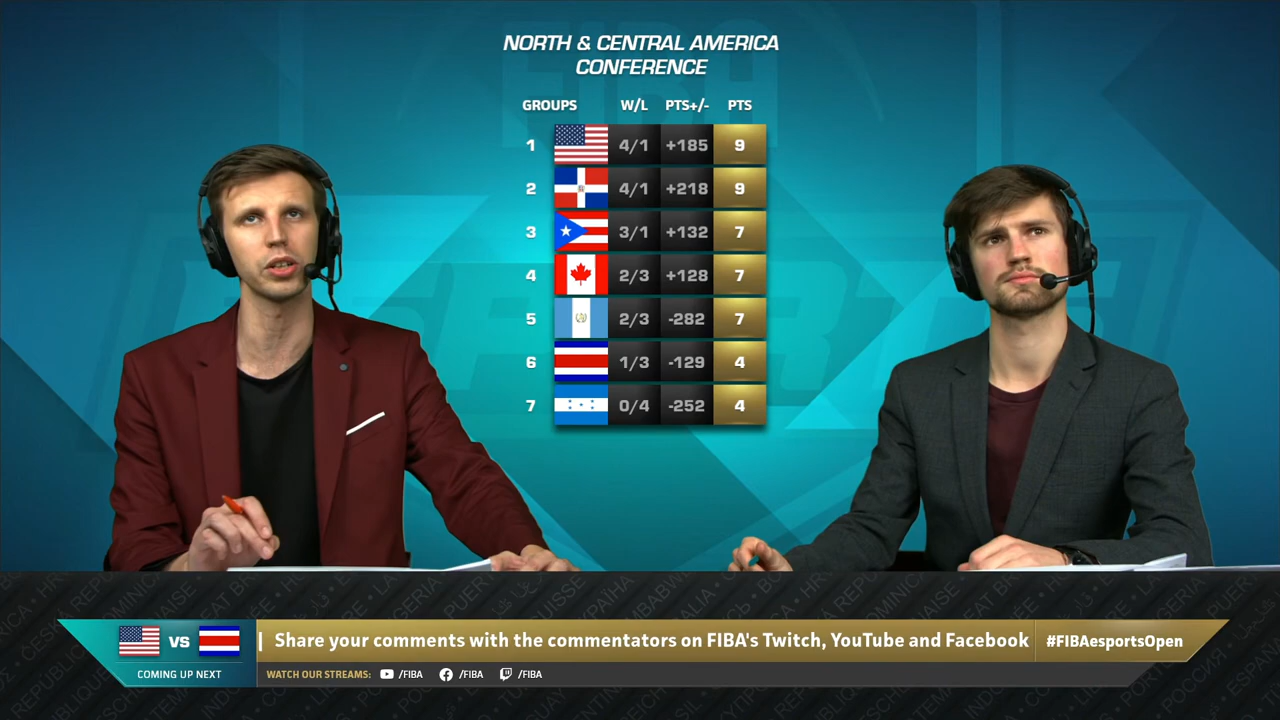 NORTH & CENTRAL AMERICA
CONFERENCE
GROUPS W/L PTS+/- PTS
1 4/1 +185 9
2 4/1 +218 9
3 3/1 +132 7
4 2/3 +128 7
5 2/3 -282 7
6 1/3 -129 4
7 0/4 -252 4
VS | Share your comments with the commentators on FIBA's Twitch, YouTube and Facebook #FIBAesportsOpen
COMING UP NEXT WATCH OUR STREAMS: /FIBA /FIBA /FIBA